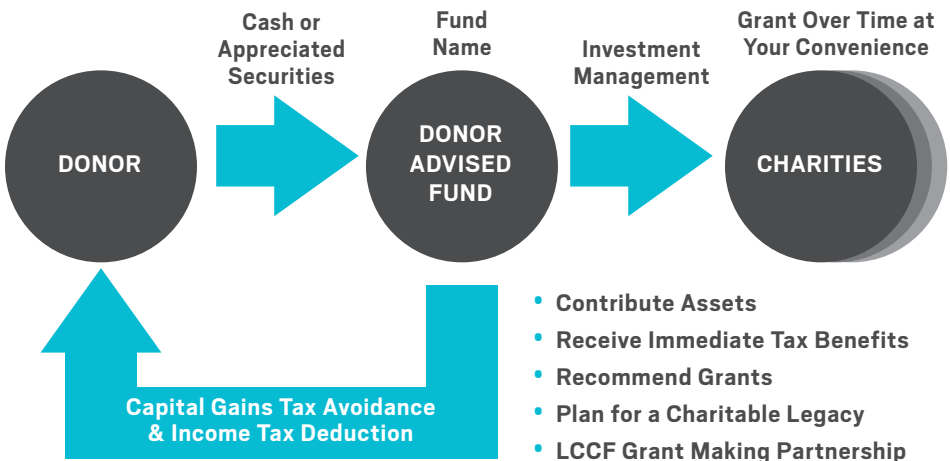 Cash or
Appreciated
Securities
Fund
Name
Investment
Management
Grant Over Time at
Your Convenience
DONOR
DONOR
ADVISED
FUND
CHARITIES
Capital Gains Tax Avoidance
& Income Tax Deduction
• Contribute Assets
• Receive Immediate Tax Benefits
• Recommend Grants
• Plan for a Charitable Legacy
• LCCF Grant Making Partnership